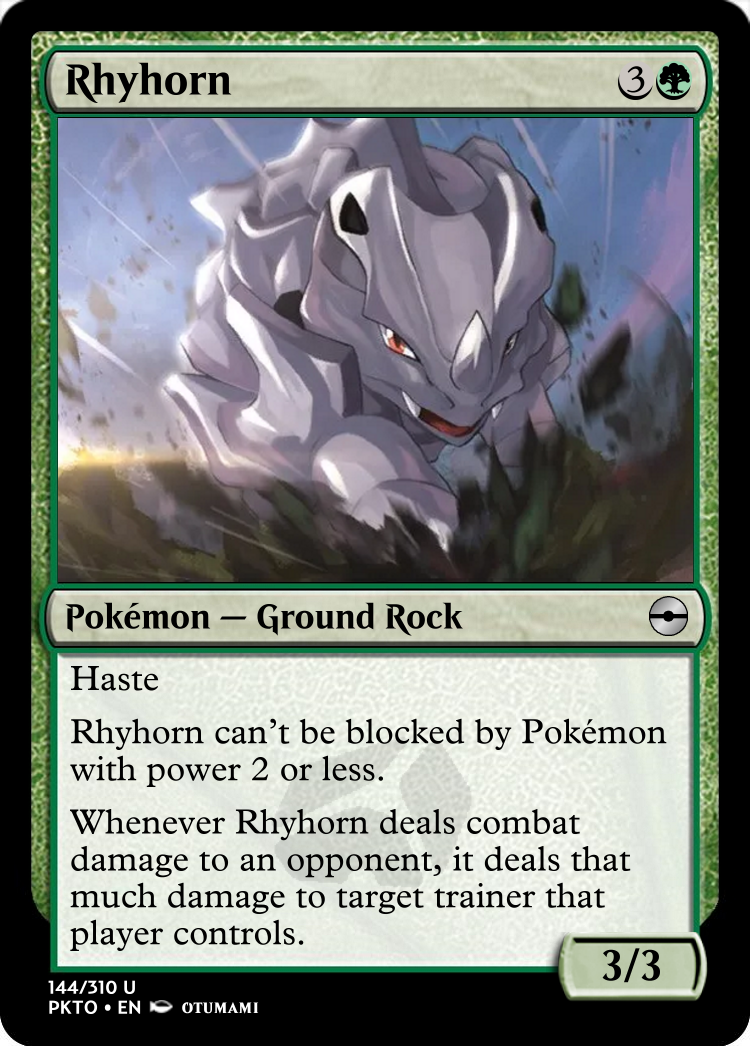 Rhyhorn 3
Pokémon — Ground Rock
Haste
Rhyhorn can't be blocked by Pokémon
with power 2 or less.
Whenever Rhyhorn deals combat
damage to an opponent, it deals that
much damage to target trainer that
player controls.
3/3
144/310 U
PKTO • EN OTUMAMI